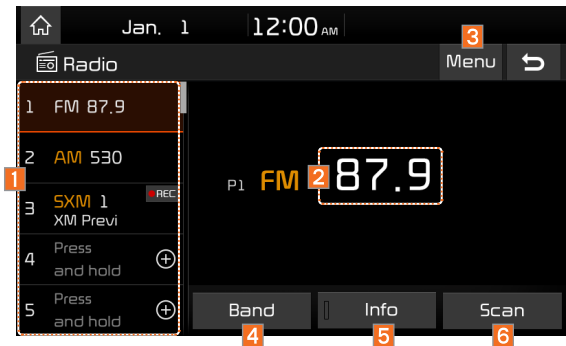 Jan. 1 12:00 AM
3
Radio Menu
1 FM 87.9
2 AM 530
1
3 SXM 1 REC
XM Previ
4 Press and hold
5 Press and hold
P1 FM 2 87.9
Band Info Scan
4 5 6